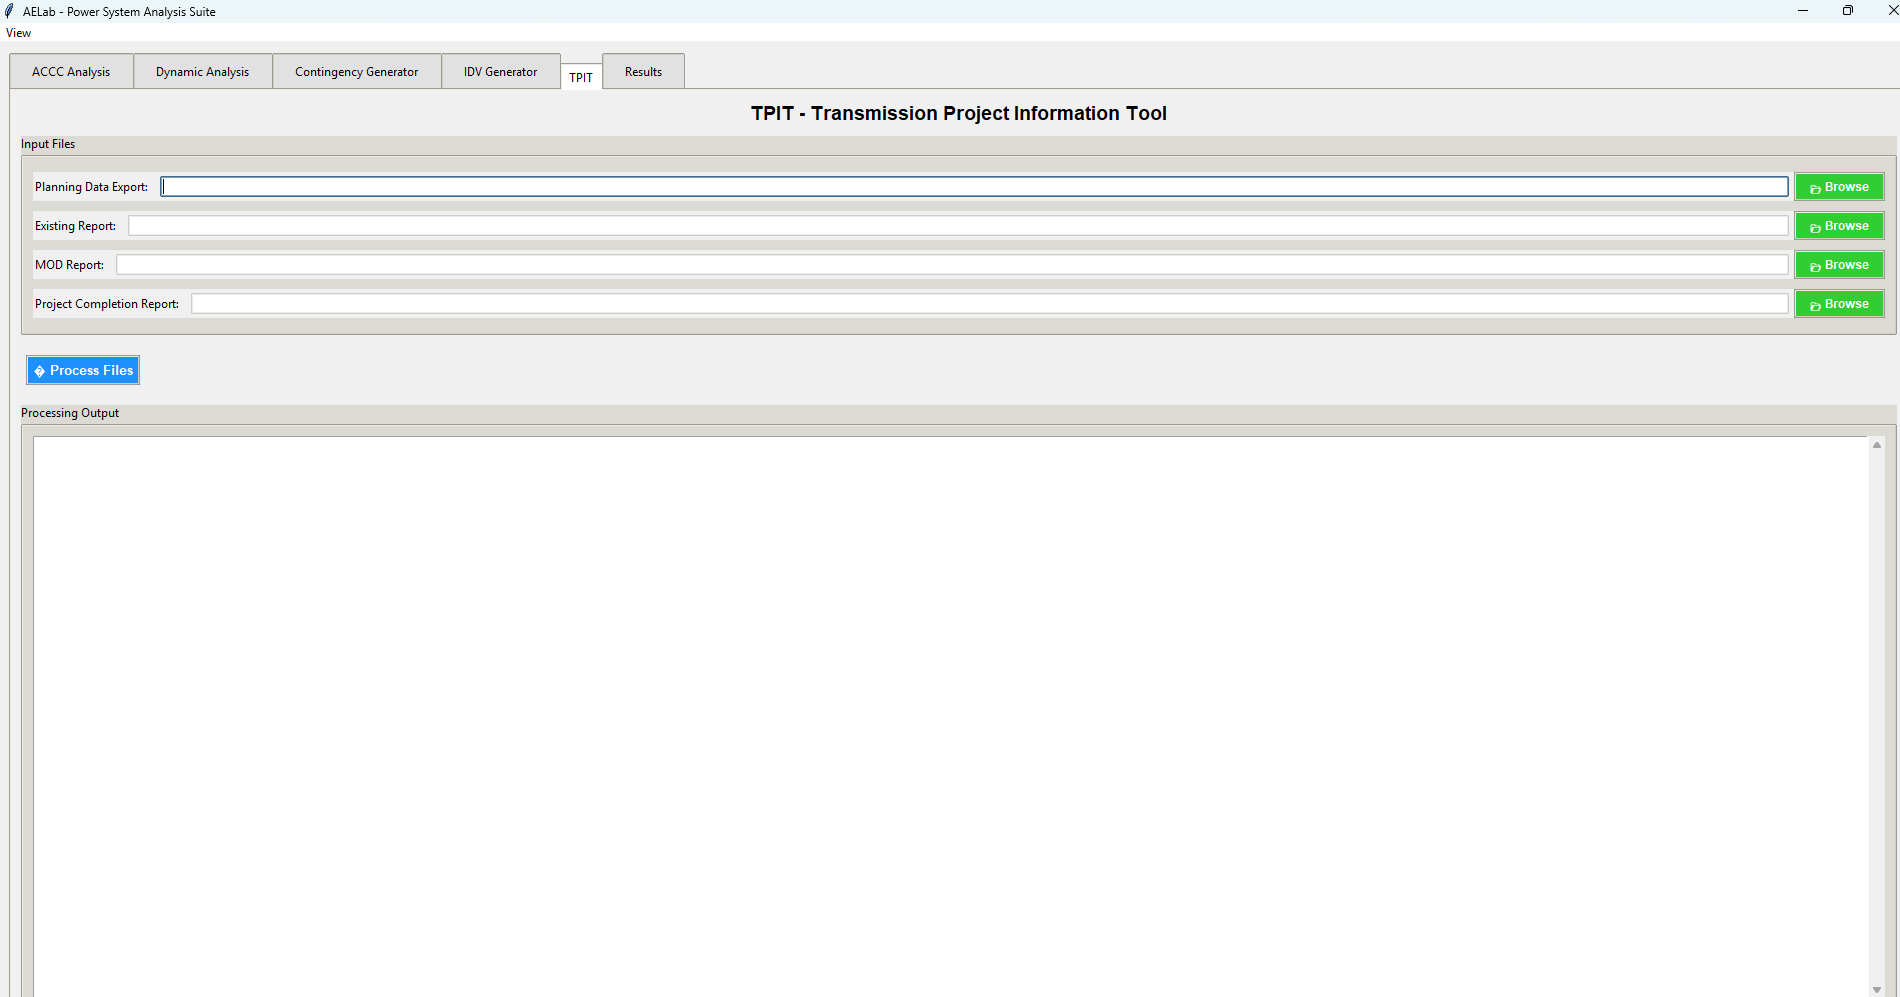 AELab - Power System Analysis Suite
View
ACCC Analysis Dynamic Analysis Contingency Generator IDV Generator TPIT Results
TPIT - Transmission Project Information Tool
Input Files
Planning Data Export: Browse
Existing Report: Browse
MOD Report: Browse
Project Completion Report: Browse
� Process Files
Processing Output